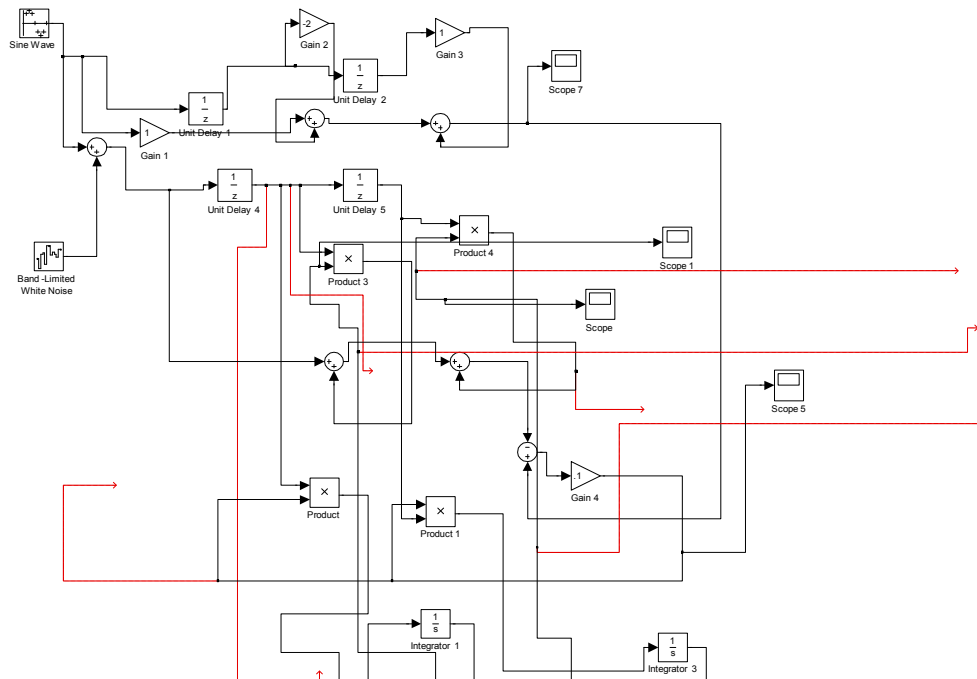 Sine Wave
-2
Gain 2
1
Gain 3
1
z
Unit Delay 2
Scope 7
1
z
Unit Delay 1
1
Gain 1
1
z
Unit Delay 4
1
z
Unit Delay 5
×
Product 4
Scope 1
Band -Limited
White Noise
×
Product 3
Scope
Scope 5
.1
Gain 4
×
Product
×
Product 1
1
s
Integrator 1
1
s
Integrator 3